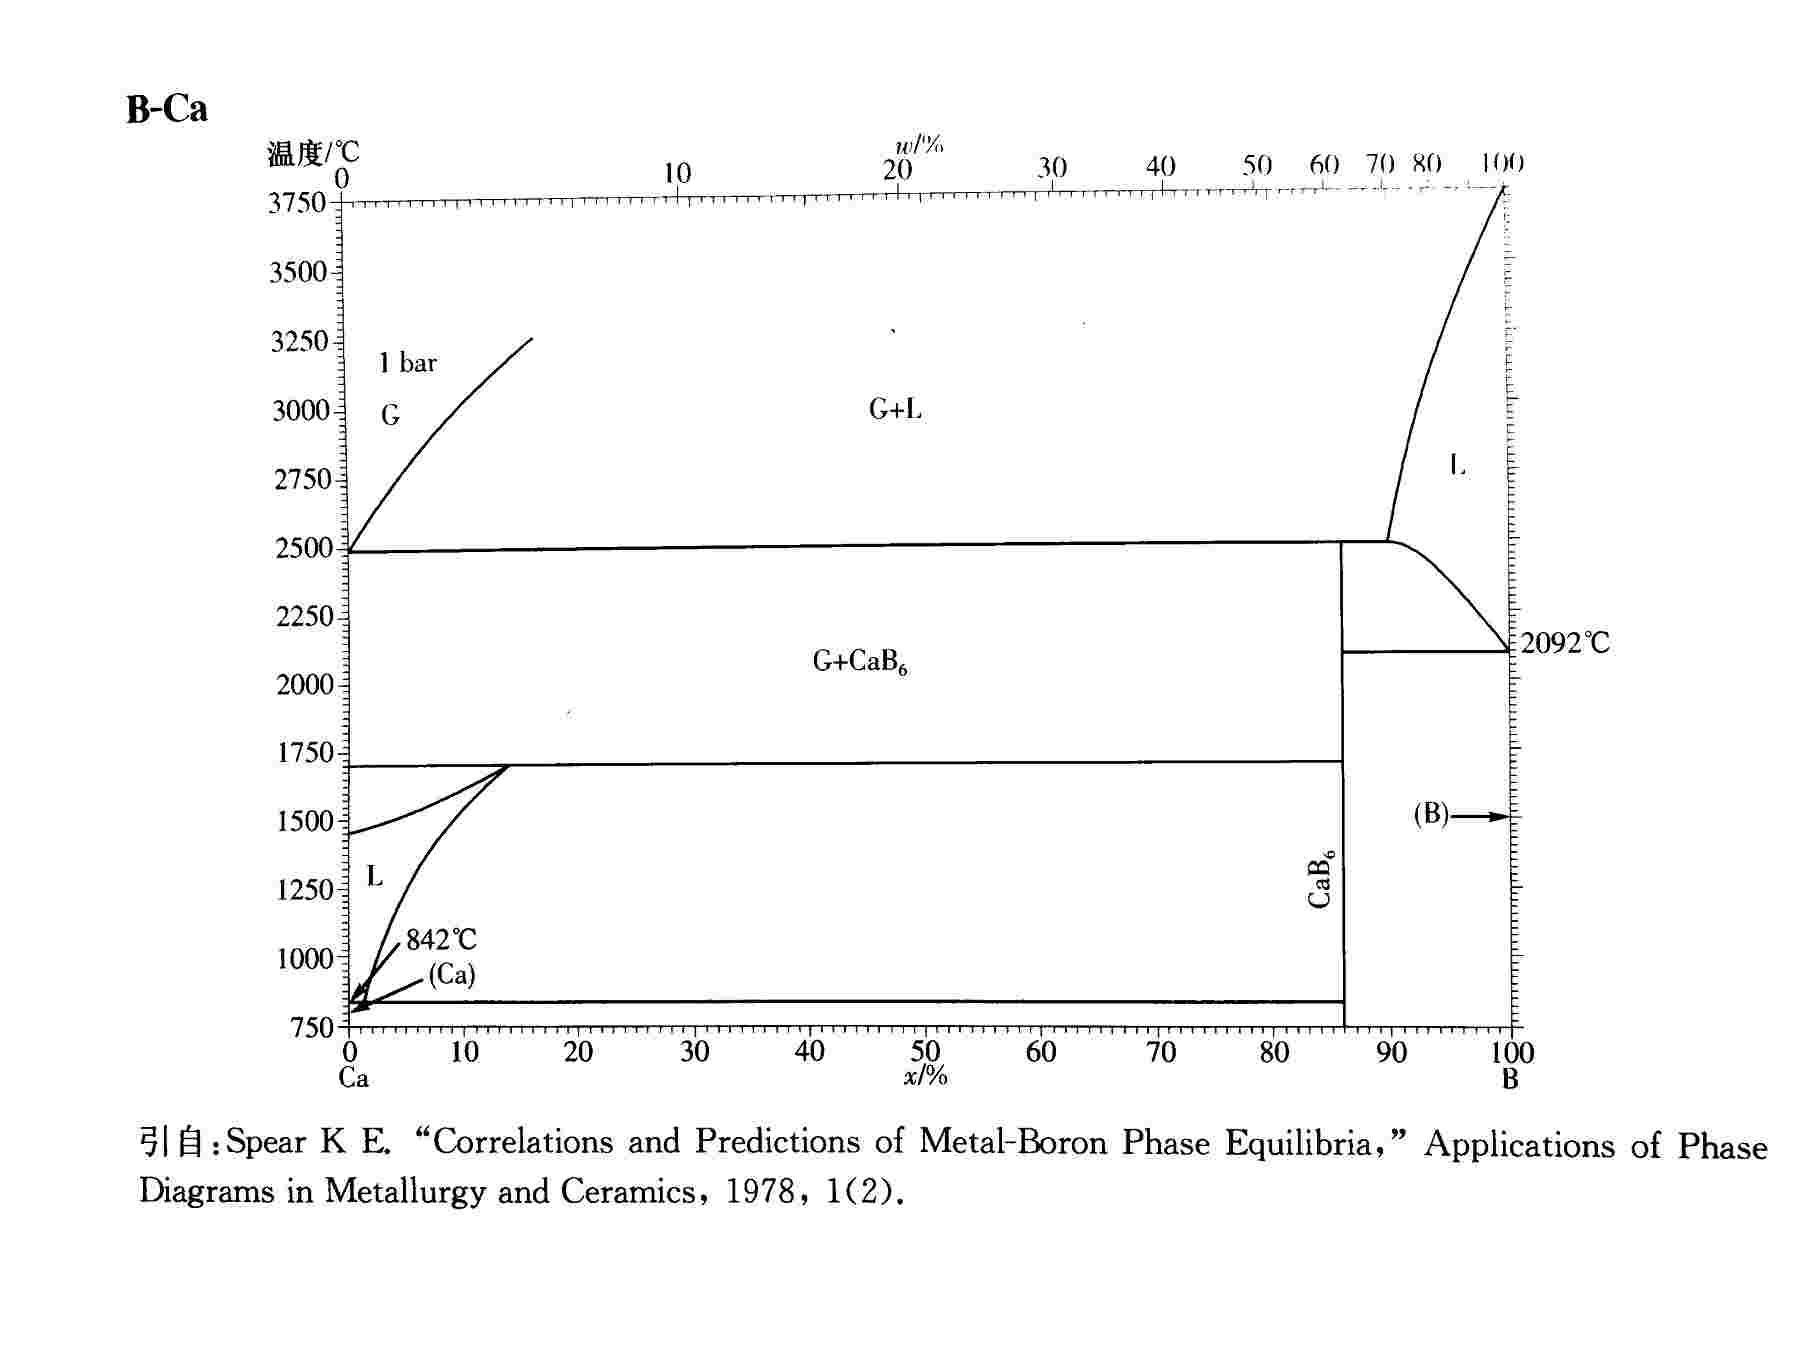 B-Ca
温度/℃
w/%
0 10 20 30 40 50 60 70 80 100
3750
3500
3250
1 bar
3000
G
G+L
2750
L
2500
2250
2092℃
G+CaB₆
2000
1750
1500
(B)
L
CaB₆
1250
842℃
1000
(Ca)
750
0 10 20 30 40 50 60 70 80 90 100
Ca
x/%
B
引自:Spear K E. “Correlations and Predictions of Metal-Boron Phase Equilibria,” Applications of Phase
Diagrams in Metallurgy and Ceramics, 1978, 1(2).